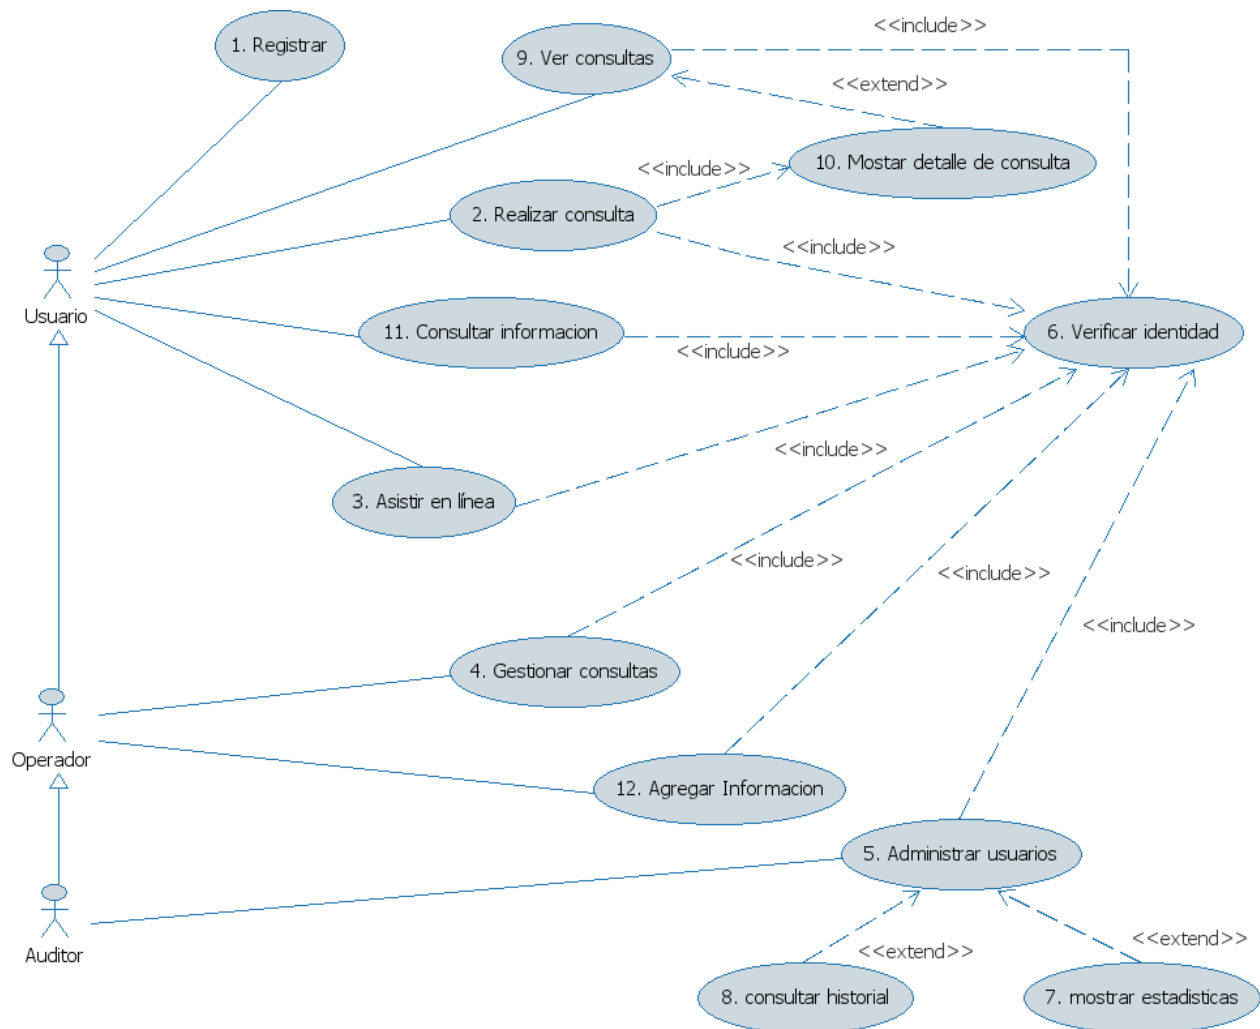 <<include>>
1. Registrar
9. Ver consultas
<<extend>>
10. Mostar detalle de consulta
<<include>>
2. Realizar consulta
<<include>>
Usuario
11. Consultar informacion
6. Verificar identidad
<<include>>
<<include>>
3. Asistir en línea
<<include>>
<<include>>
<<include>>
4. Gestionar consultas
Operador
12. Agregar Informacion
5. Administrar usuarios
Auditor
<<extend>>
<<extend>>
8. consultar historial
7. mostrar estadisticas